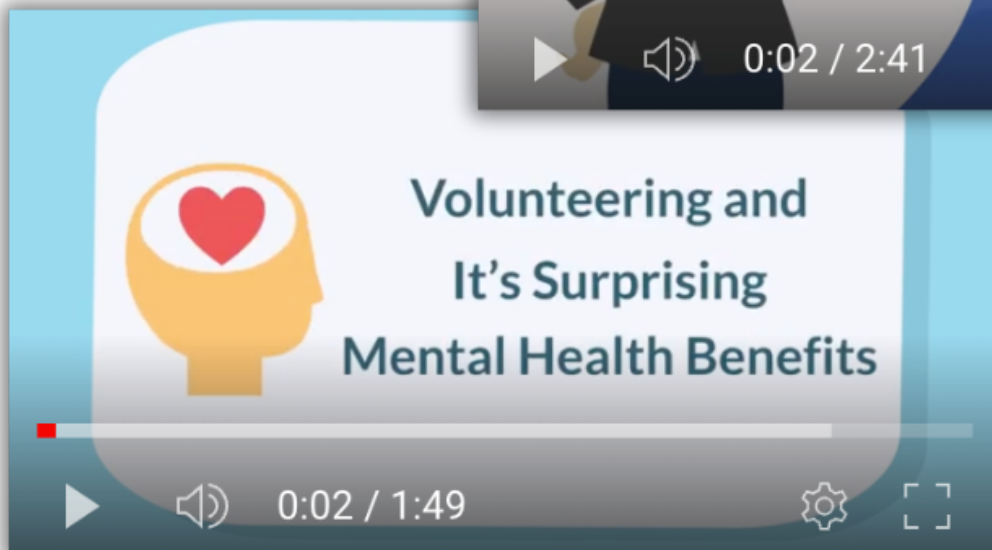 0:02 / 2:41
Volunteering and
It’s Surprising
Mental Health Benefits
0:02 / 1:49